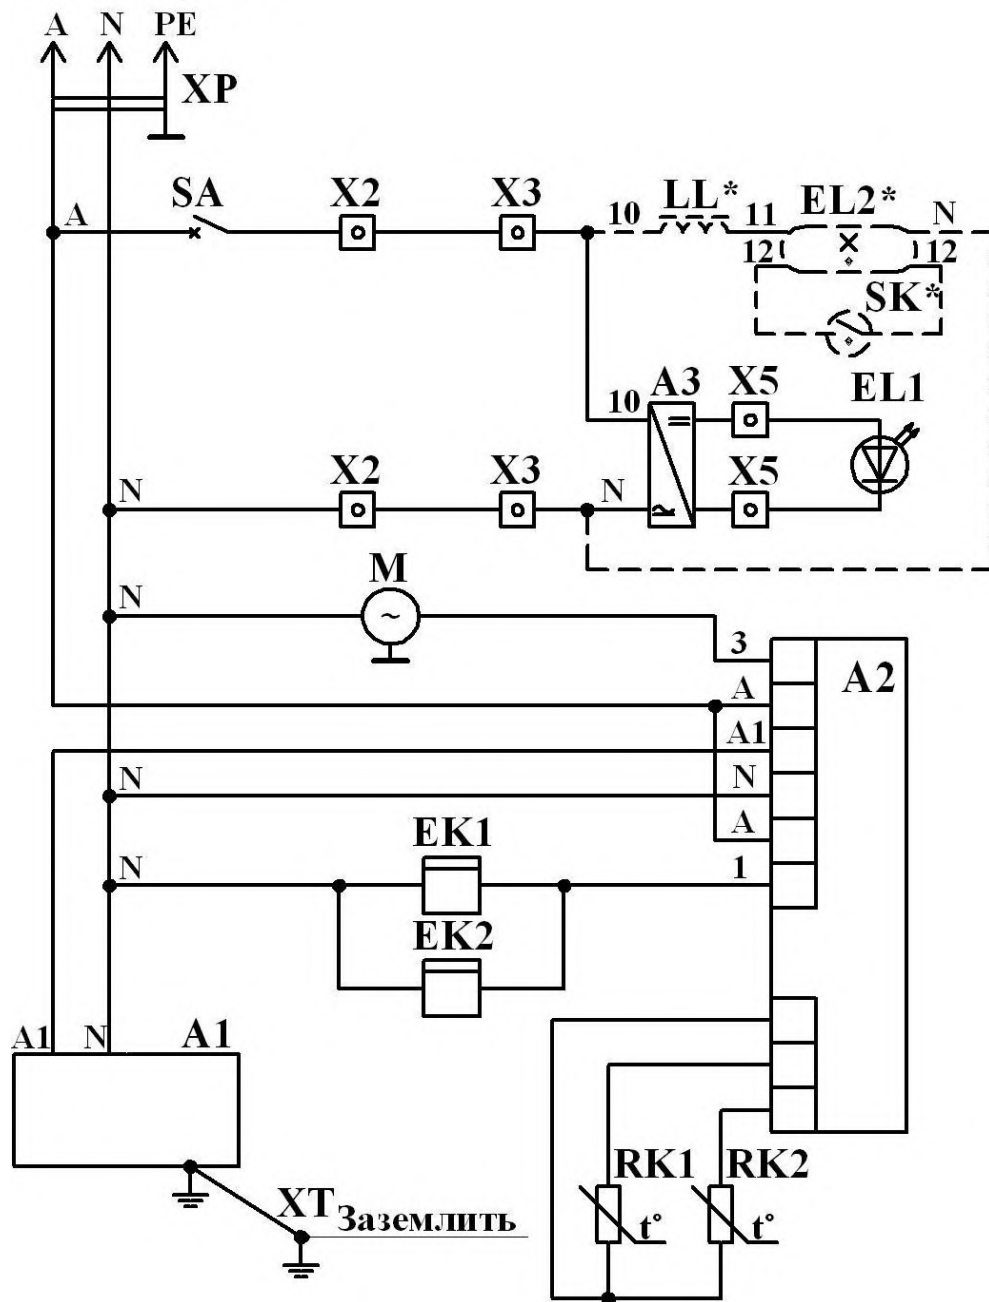 A N PE
XP
A SA X2 X3 10 LL* 11 EL2* N
12 12
SK*
10 A3 X5 EL1
N X2 X3 N X5
N M 3
A A2
A1
N N
A
N EK1 1
EK2
A1 N A1
RK1 RK2
XT Заземлить t° t°